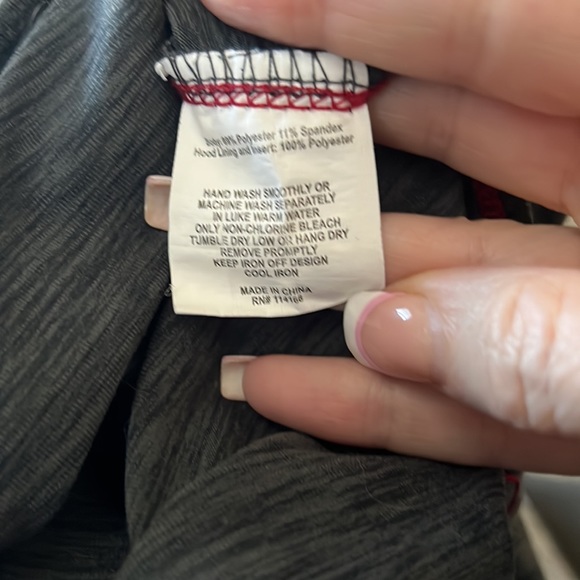 Polyester 11% Spandex
Hood Lining and Insert: 100% Polyester
HAND WASH SMOOTHLY OR
MACHINE WASH SEPARATELY
IN LUKE WARM WATER
ONLY NON-CHLORINE BLEACH
TUMBLE DRY LOW OR HANG DRY
REMOVE PROMPTLY
KEEP IRON OFF DESIGN
COOL IRON
MADE IN CHINA
RN# 114168